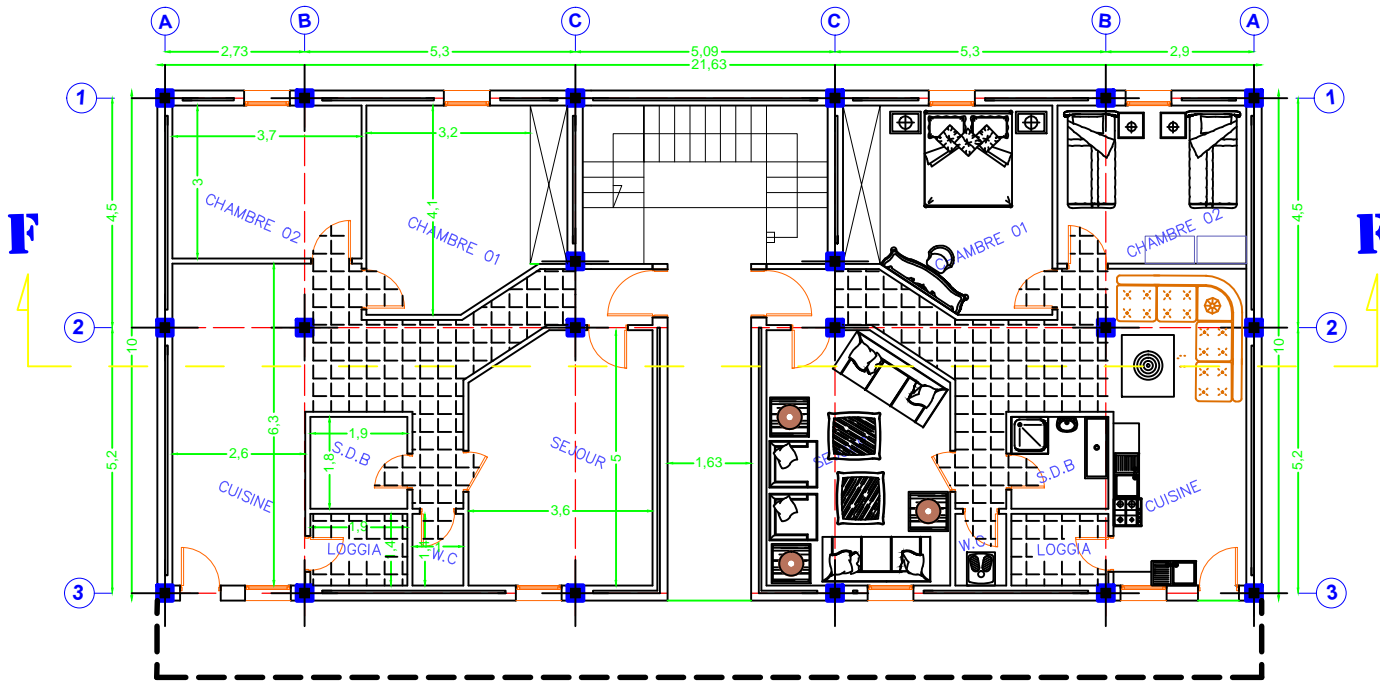 A B C C B A
2,73 5,3 5,09 5,3 2,9
21,63
1 1
3,7 3,2
3 4,1
4,5 4,5
CHAMBRE 02 CHAMBRE 01 CHAMBRE 01 CHAMBRE 02
F F
2 2
10 10
6,3
5,2 5,2
1,9
1,8
S.D.B
2,6
SEJOUR
5
1,63
SE
S.D.B
CUISINE
3,6
CUISINE
1,9
LOGGIA
W.C
W.C
LOGGIA
3 3